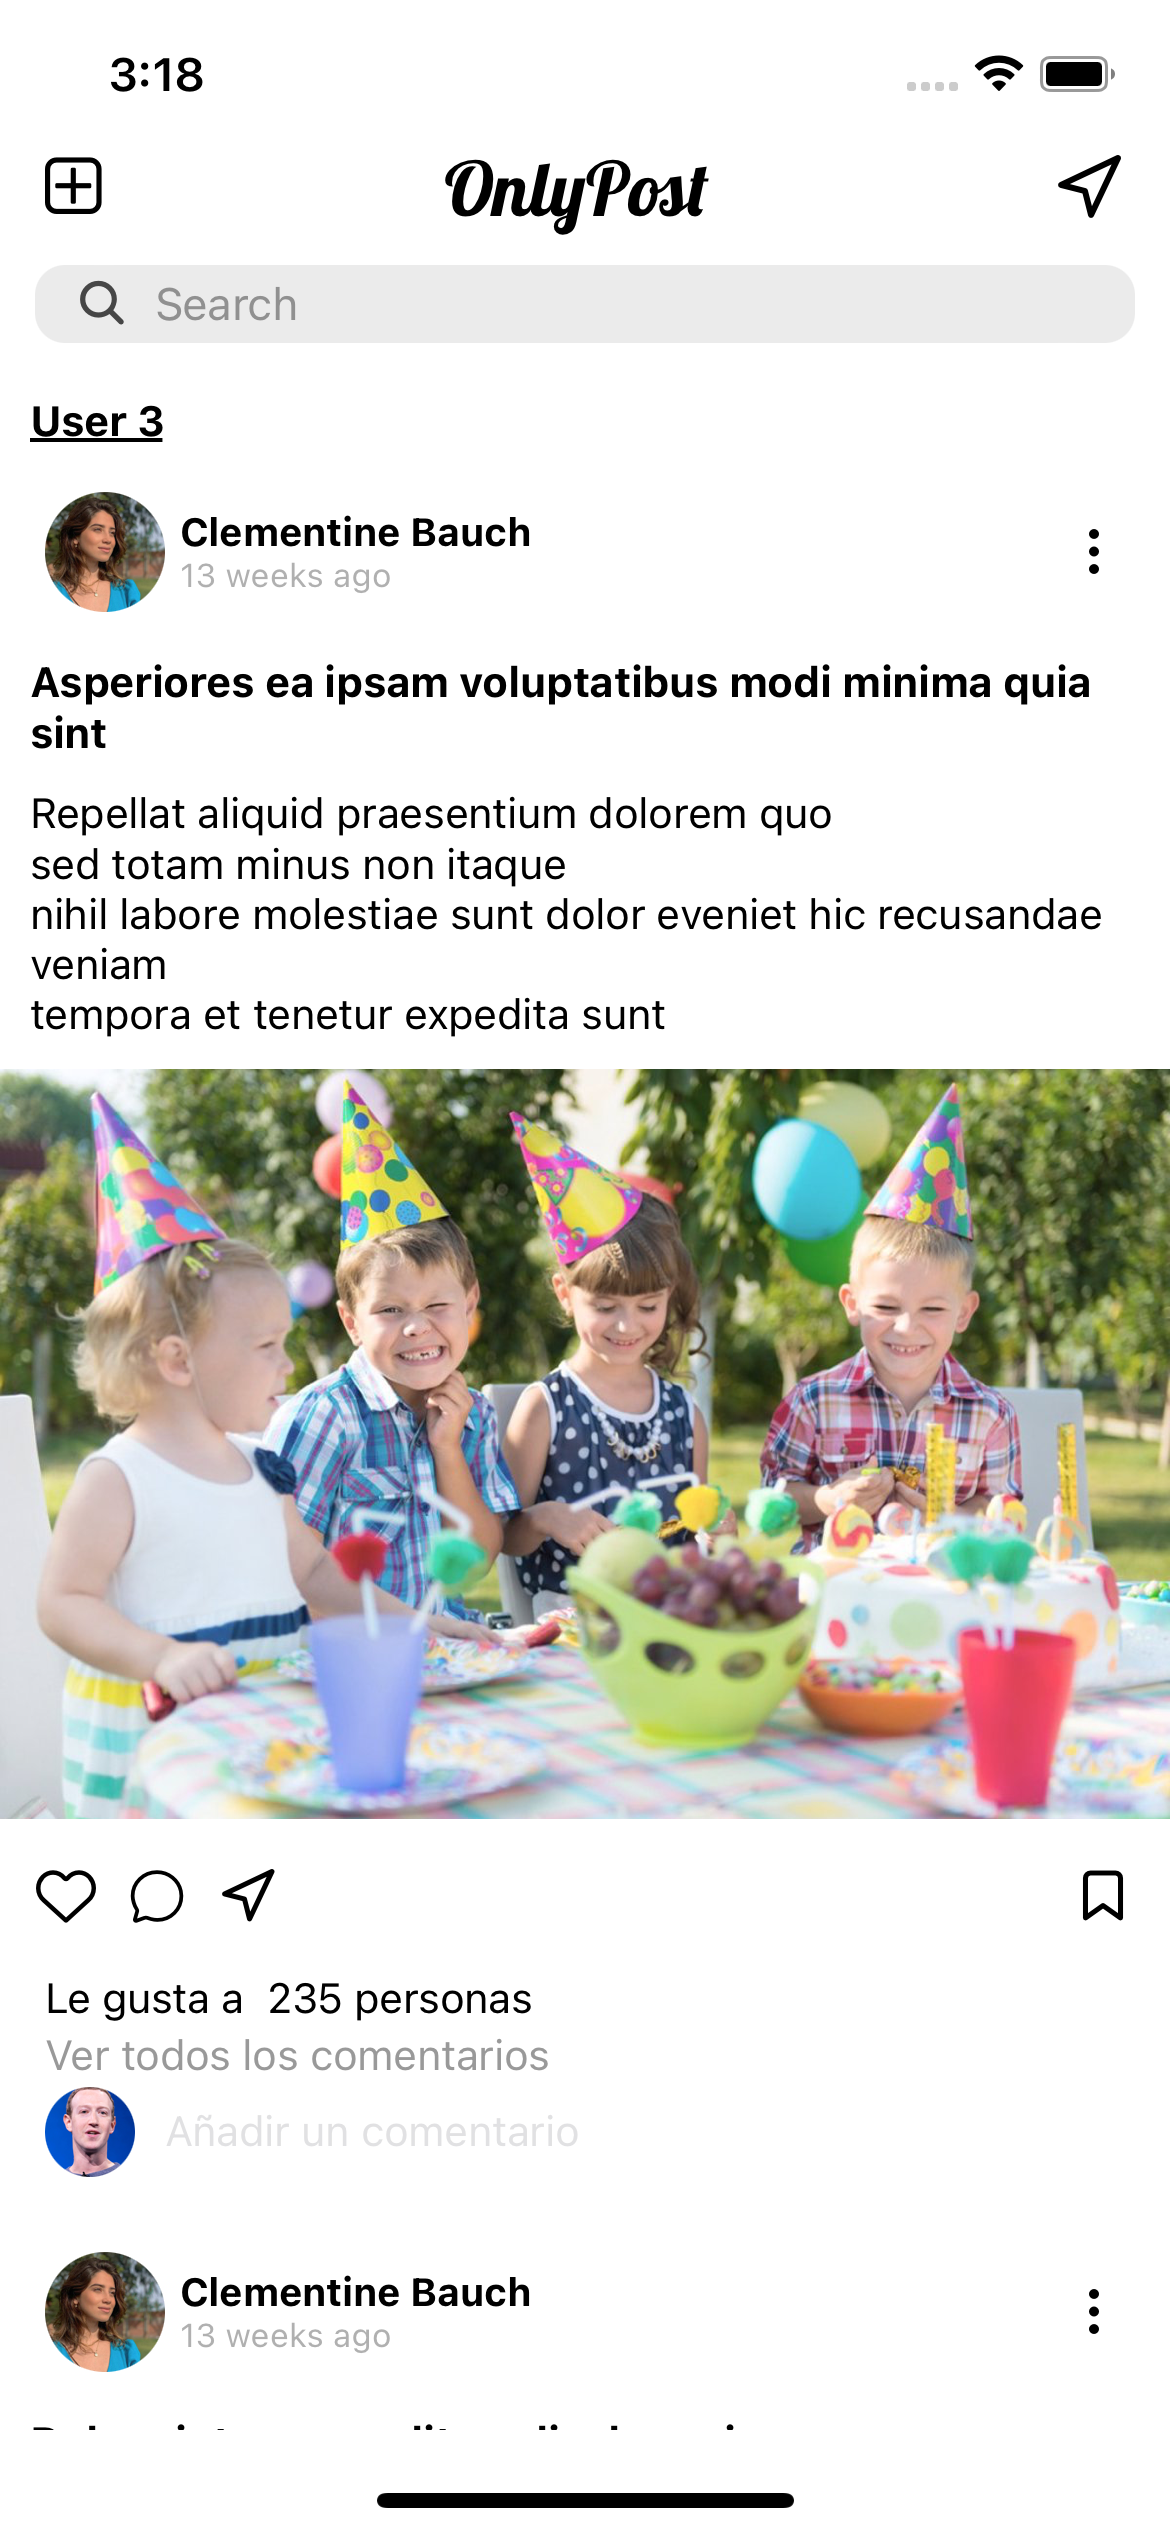 3:18
OnlyPost
Search
User 3
Clementine Bauch
13 weeks ago
Asperiores ea ipsam voluptatibus modi minima quia
sint
Repellat aliquid praesentium dolorem quo
sed totam minus non itaque
nihil labore molestiae sunt dolor eveniet hic recusandae
veniam
tempora et tenetur expedita sunt
Le gusta a  235 personas
Ver todos los comentarios
Añadir un comentario
Clementine Bauch
13 weeks ago